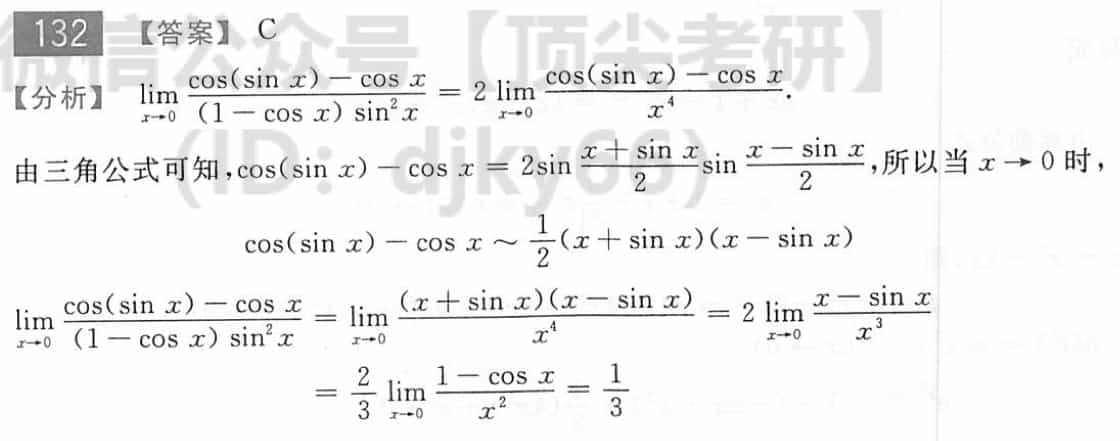 微信公众号【顶尖考研】
(ID: djky66)
132 【答案】 C
【分析】 $\lim_{x \to 0} \frac{\cos(\sin x) - \cos x}{(1 - \cos x) \sin^2 x} = 2 \lim_{x \to 0} \frac{\cos(\sin x) - \cos x}{x^4}.$
由三角公式可知,$\cos(\sin x) - \cos x = 2\sin \frac{x + \sin x}{2} \sin \frac{x - \sin x}{2}$,所以当 $x \to 0$ 时,
$\cos(\sin x) - \cos x \sim \frac{1}{2}(x + \sin x)(x - \sin x)$
$\lim_{x \to 0} \frac{\cos(\sin x) - \cos x}{(1 - \cos x) \sin^2 x} = \lim_{x \to 0} \frac{(x + \sin x)(x - \sin x)}{x^4} = 2 \lim_{x \to 0} \frac{x - \sin x}{x^3}$
$= \frac{2}{3} \lim_{x \to 0} \frac{1 - \cos x}{x^2} = \frac{1}{3}$